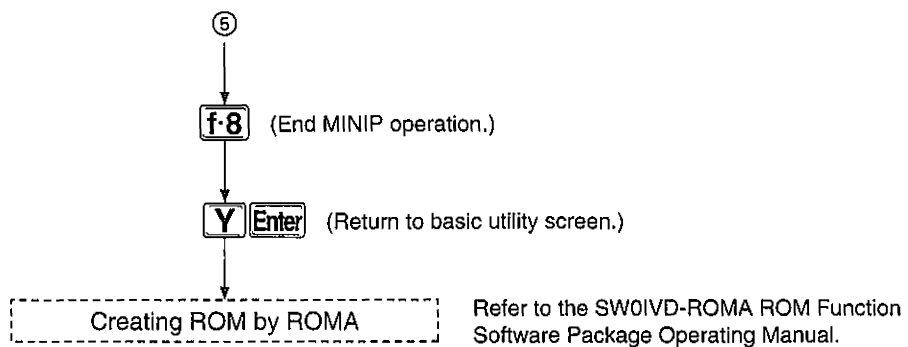 ⑤
f·8 (End MINIP operation.)
Y Enter (Return to basic utility screen.)
Creating ROM by ROMA
Refer to the SW0IVD-ROMA ROM Function
Software Package Operating Manual.